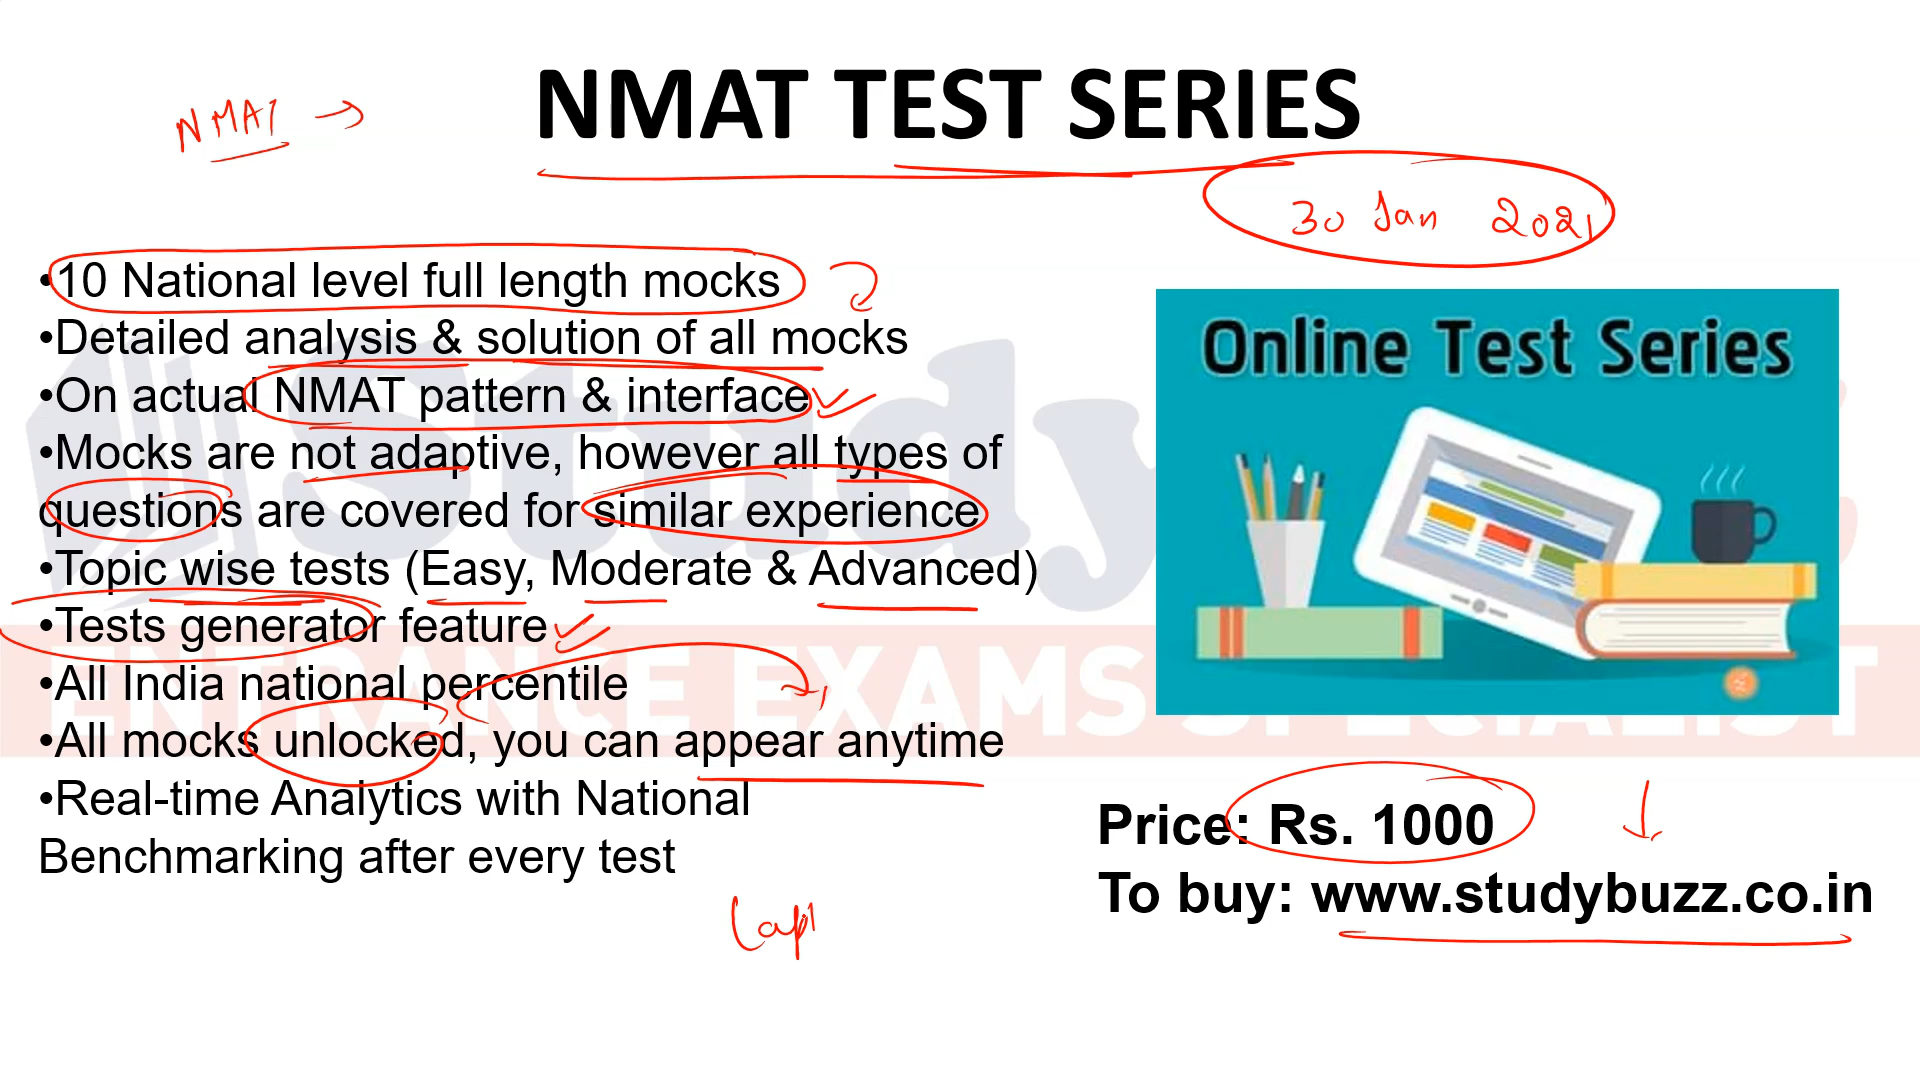 NMAT TEST SERIES
NMAT
30 Jan 2021
•10 National level full length mocks
•Detailed analysis & solution of all mocks
•On actual NMAT pattern & interface
•Mocks are not adaptive, however all types of
questions are covered for similar experience
•Topic wise tests (Easy, Moderate & Advanced)
•Tests generator feature
•All India national percentile
•All mocks unlocked, you can appear anytime
•Real-time Analytics with National
Benchmarking after every test
Online Test Series
Price: Rs. 1000
To buy: www.studybuzz.co.in
Study
ENTRANCE EXAMS SPECIALIST